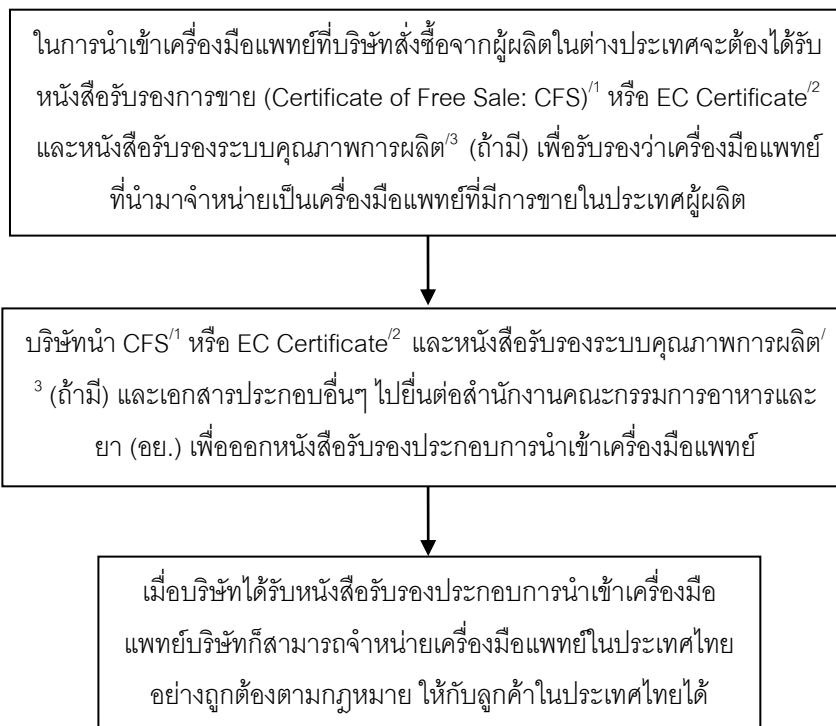 ในการนำเข้าเครื่องมือแพทย์ที่บริษัทสั่งซื้อจากผู้ผลิตในต่างประเทศจะต้องได้รับ
หนังสือรับรองการขาย (Certificate of Free Sale: CFS)/1 หรือ EC Certificate/2
และหนังสือรับรองระบบคุณภาพการผลิต/3 (ถ้ามี) เพื่อรับรองว่าเครื่องมือแพทย์
ที่นำมาจำหน่ายเป็นเครื่องมือแพทย์ที่มีการขายในประเทศผู้ผลิต
บริษัทนำ CFS/1 หรือ EC Certificate/2 และหนังสือรับรองระบบคุณภาพการผลิต/
3 (ถ้ามี) และเอกสารประกอบอื่นๆ ไปยื่นต่อสำนักงานคณะกรรมการอาหารและ
ยา (อย.) เพื่อออกหนังสือรับรองประกอบการนำเข้าเครื่องมือแพทย์
เมื่อบริษัทได้รับหนังสือรับรองประกอบการนำเข้าเครื่องมือ
แพทย์บริษัทก็สามารถจำหน่ายเครื่องมือแพทย์ในประเทศไทย
อย่างถูกต้องตามกฎหมาย ให้กับลูกค้าในประเทศไทยได้